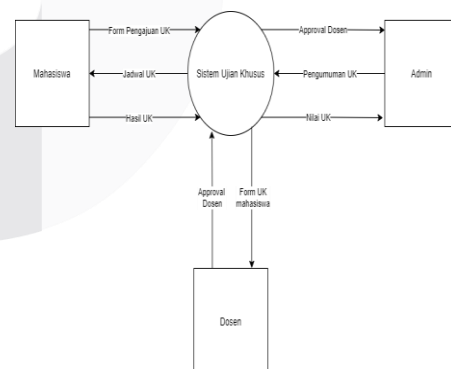 Form Pengajuan UK
Approval Dosen
Mahasiswa
Jadwal UK
Sistem Ujian Khusus
Pengumuman UK
Admin
Hasil UK
Nilai UK
Approval
Dosen
Form UK
mahasiswa
Dosen